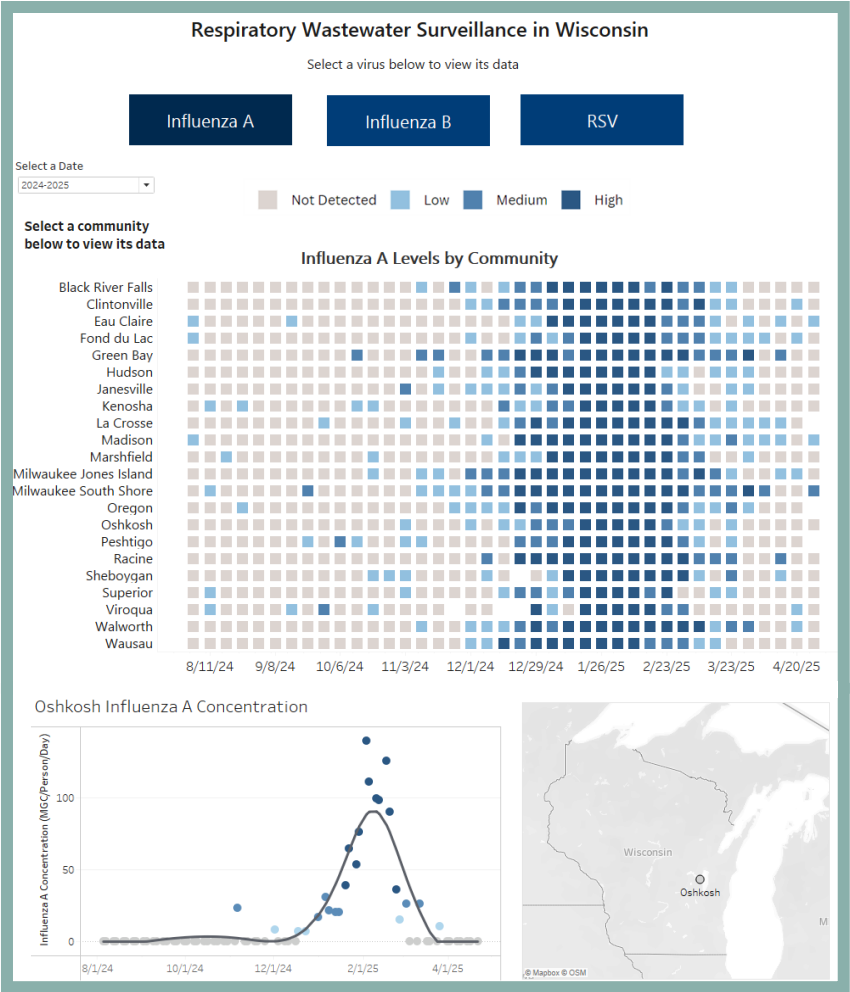 Respiratory Wastewater Surveillance in Wisconsin
Select a virus below to view its data
Influenza A
Influenza B
RSV
Select a Date
2024-2025
Not Detected
Low
Medium
High
Select a community
below to view its data
Influenza A Levels by Community
Black River Falls
Clintonville
Eau Claire
Fond du Lac
Green Bay
Hudson
Janesville
Kenosha
La Crosse
Madison
Marshfield
Milwaukee Jones Island
Milwaukee South Shore
Oregon
Oshkosh
Peshtigo
Racine
Sheboygan
Superior
Viroqua
Walworth
Wausau
8/11/24 9/8/24 10/6/24 11/3/24 12/1/24 12/29/24 1/26/25 2/23/25 3/23/25 4/20/25
Oshkosh Influenza A Concentration
Influenza A Concentration (MGC/Person/Day)
100
50
0
8/1/24 10/1/24 12/1/24 2/1/25 4/1/25
Wisconsin
Oshkosh
M
© Mapbox © OSM